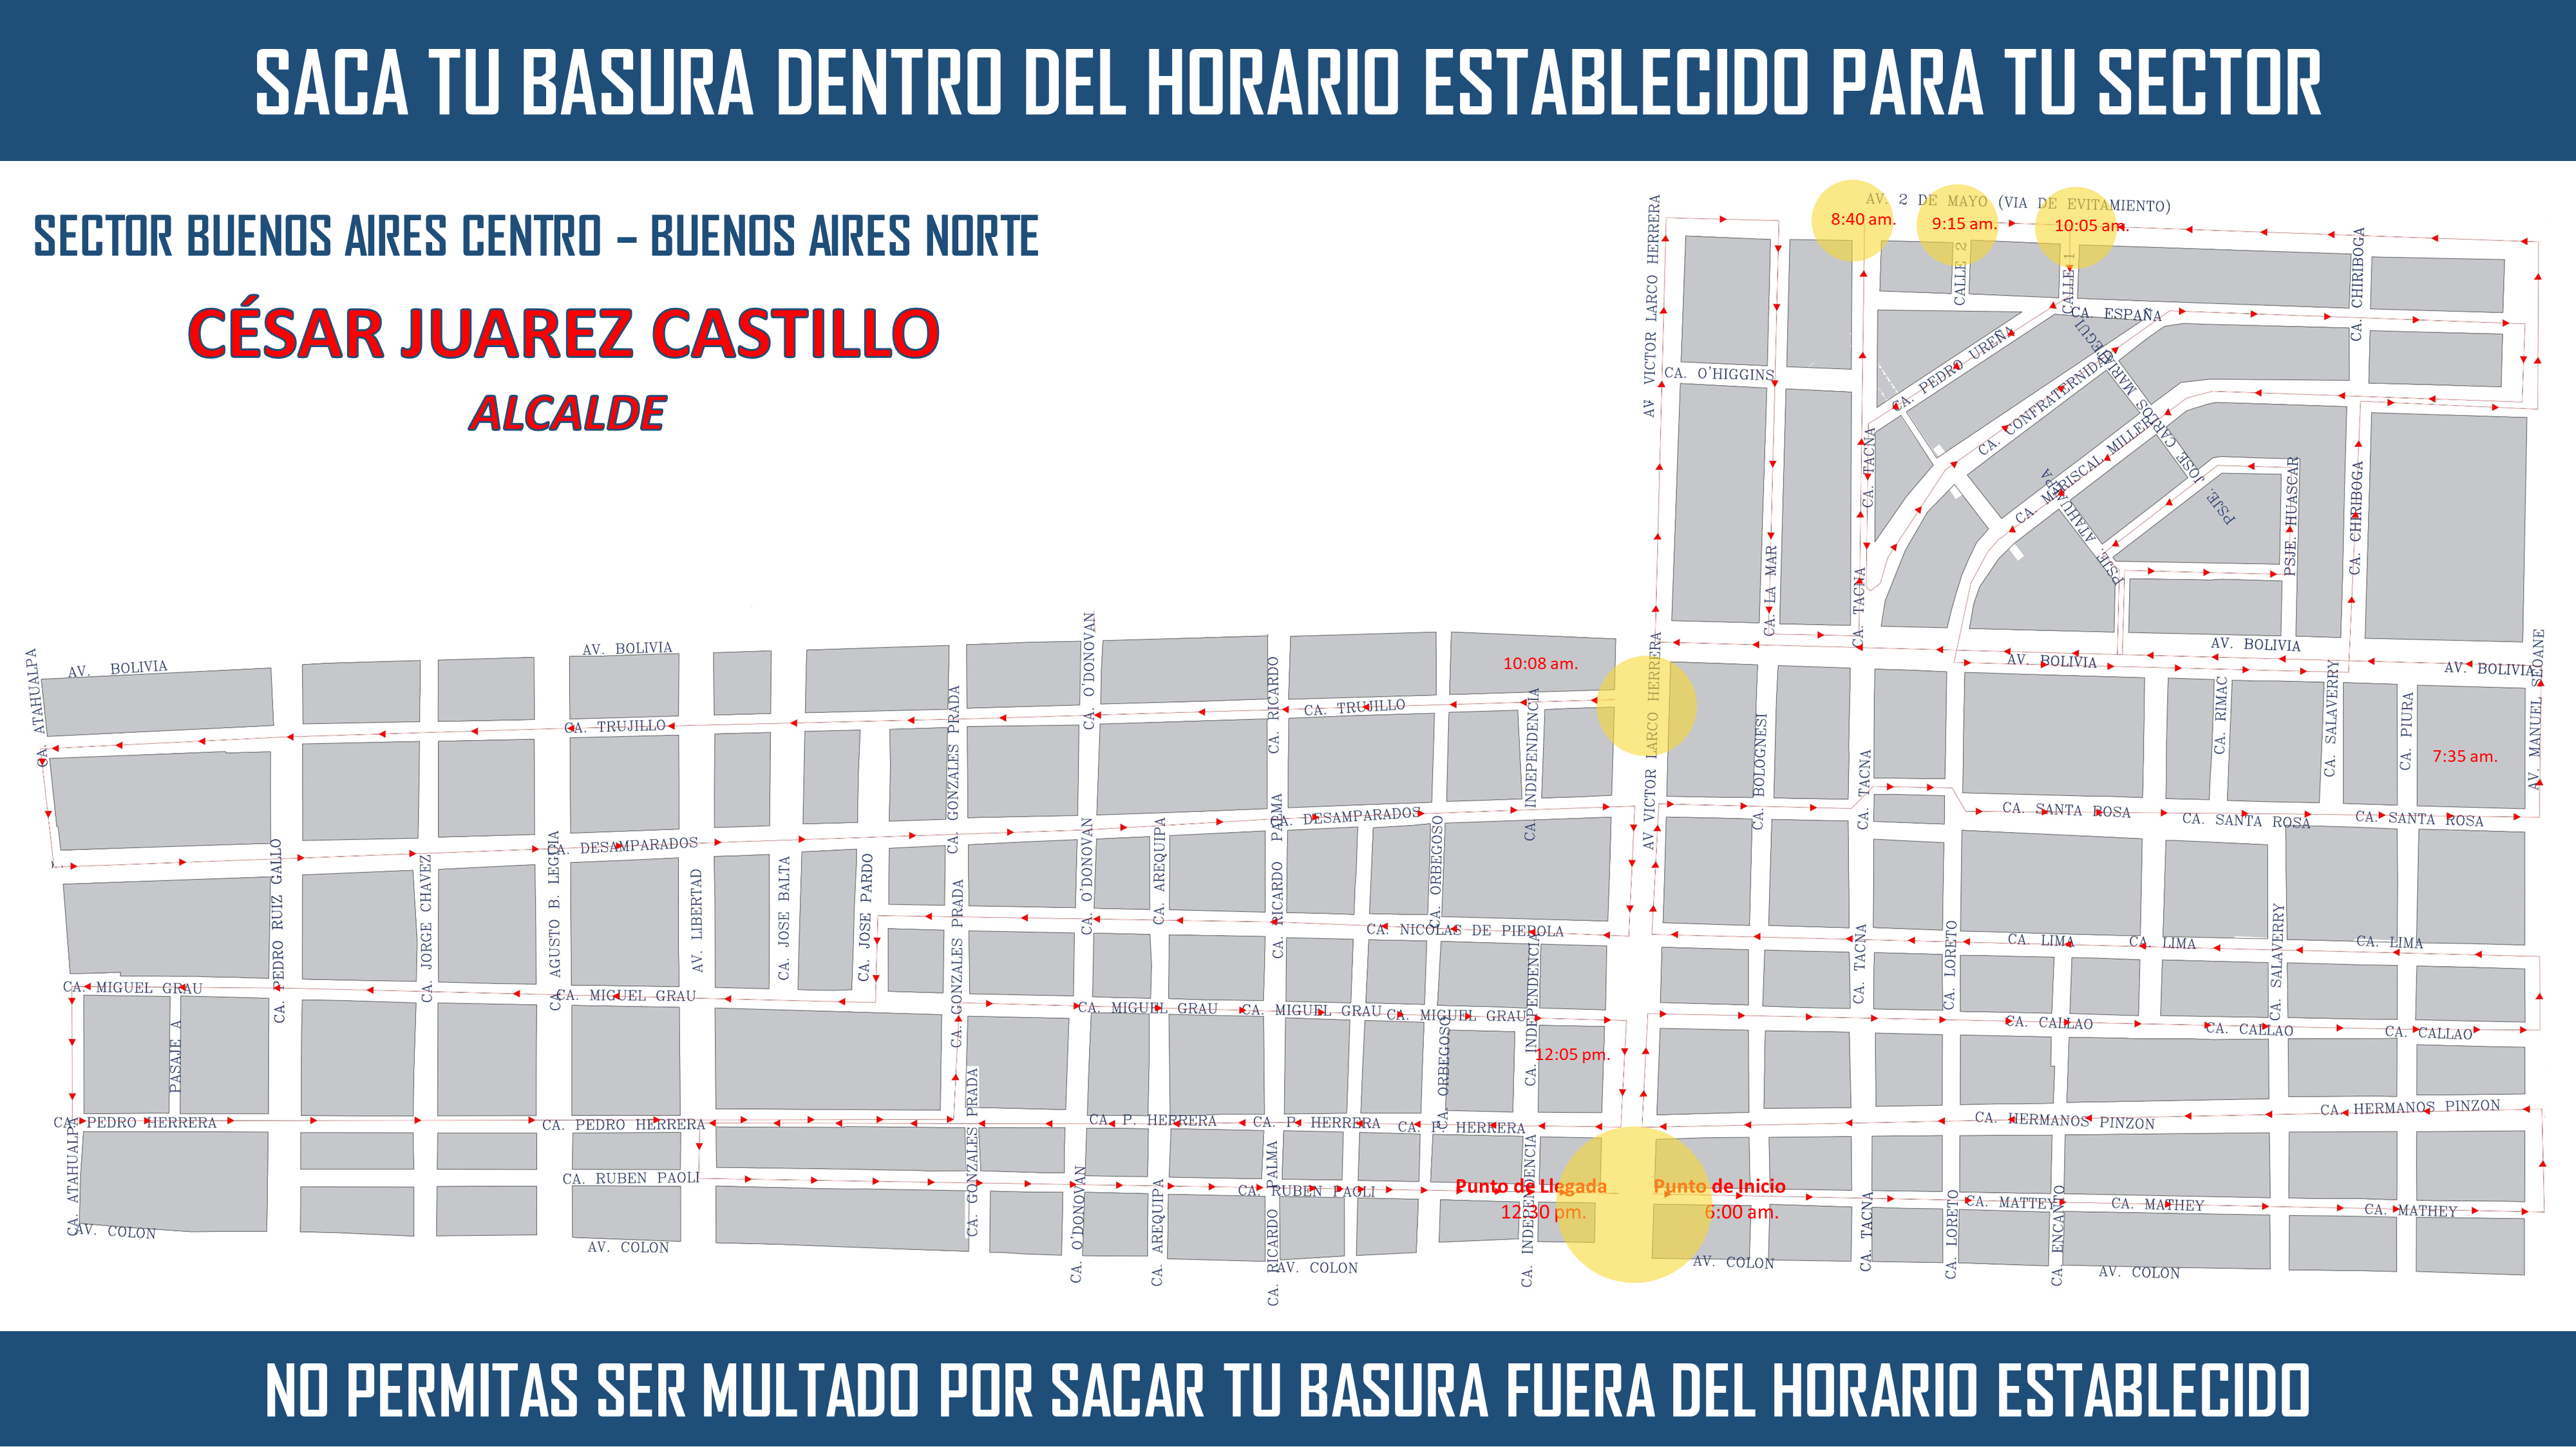 SACA TU BASURA DENTRO DEL HORARIO ESTABLECIDO PARA TU SECTOR
SECTOR BUENOS AIRES CENTRO – BUENOS AIRES NORTE
CÉSAR JUAREZ CASTILLO
ALCALDE
AV. 2 DE MAYO (VIA DE EVITAMIENTO)
8:40 am.
9:15 am.
10:05 am.
CALLE 2
CALLE 1
AV VICTOR LARCO HERRERA
CA. CHIRIBOGA
CA. ESPAÑA
CA. PEDRO UREÑA
CA. O'HIGGINS
CA. CONFRATERNIDAD
JOSE CARLOS MARIATEGUI
CA. MARISCAL MILLER
CA. TACNA
PSJE.
PSJE. ATAHUALPA
PSJE. HUASCAR
CA. CHIRIBOGA
CA. LA MAR
CA. TACNA
AV. BOLIVIA
AV. BOLIVIA
AV. BOLIVIA
AV. BOLIVIA
AV. BOLIVIA
CA. ATAHUALPA
CA. O'DONOVAN
CA. RICARDO
10:08 am.
CA. TRUJILLO
CA. TRUJILLO
CA. GONZALES PRADA
CA. INDEPENDENCIA
AV VICTOR LARCO HERRERA
CA. BOLOGNESI
CA. TACNA
CA. RIMAC
CA. SALAVERRY
CA. PIURA
7:35 am.
AV. MANUEL SEOANE
CA. SANTA ROSA
CA. SANTA ROSA
CA. SANTA ROSA
CA. DESAMPARADOS
CA. DESAMPARADOS
CA. PEDRO RUIZ GALLO
CA. JORGE CHAVEZ
CA. AGUSTO B. LEGCIA
AV. LIBERTAD
CA. JOSE BALTA
CA. JOSE PARDO
CA. GONZALES PRADA
CA. O'DONOVAN
CA. AREQUIPA
CA. RICARDO PALMA
CA. ORBEGOSO
CA. NICOLAS DE PIEROLA
CA. TACNA
CA. LORETO
CA. LIMA
CA. LIMA
CA. LIMA
CA. SALAVERRY
CA. MIGUEL GRAU
CA. MIGUEL GRAU
CA. MIGUEL GRAU
CA. MIGUEL GRAU
CA. MIGUEL GRAU
CA. CALLAO
CA. CALLAO
CA. CALLAO
PASAJE A
CA. ORBEGOSO
CA. INDEPENDENCIA
12:05 pm.
CA. PEDRO HERRERA
CA. PEDRO HERRERA
CA. P. HERRERA
CA. P. HERRERA
CA. P. HERRERA
CA. HERMANOS PINZON
CA. HERMANOS PINZON
CA. ATAHUALPA
CA. GONZALES PRADA
CA. O'DONOVAN
CA. AREQUIPA
CA. RICARDO PALMA
CA. INDEPENDENCIA
CA. RUBEN PAOLI
CA. RUBEN PAOLI
Punto de Llegada
12:30 pm.
Punto de Inicio
6:00 am.
CA. TACNA
CA. LORETO
CA. ENCANTO
CA. MATTEY
CA. MATHEY
CA. MATHEY
AV. COLON
AV. COLON
AV. COLON
AV. COLON
AV. COLON
NO PERMITAS SER MULTADO POR SACAR TU BASURA FUERA DEL HORARIO ESTABLECIDO